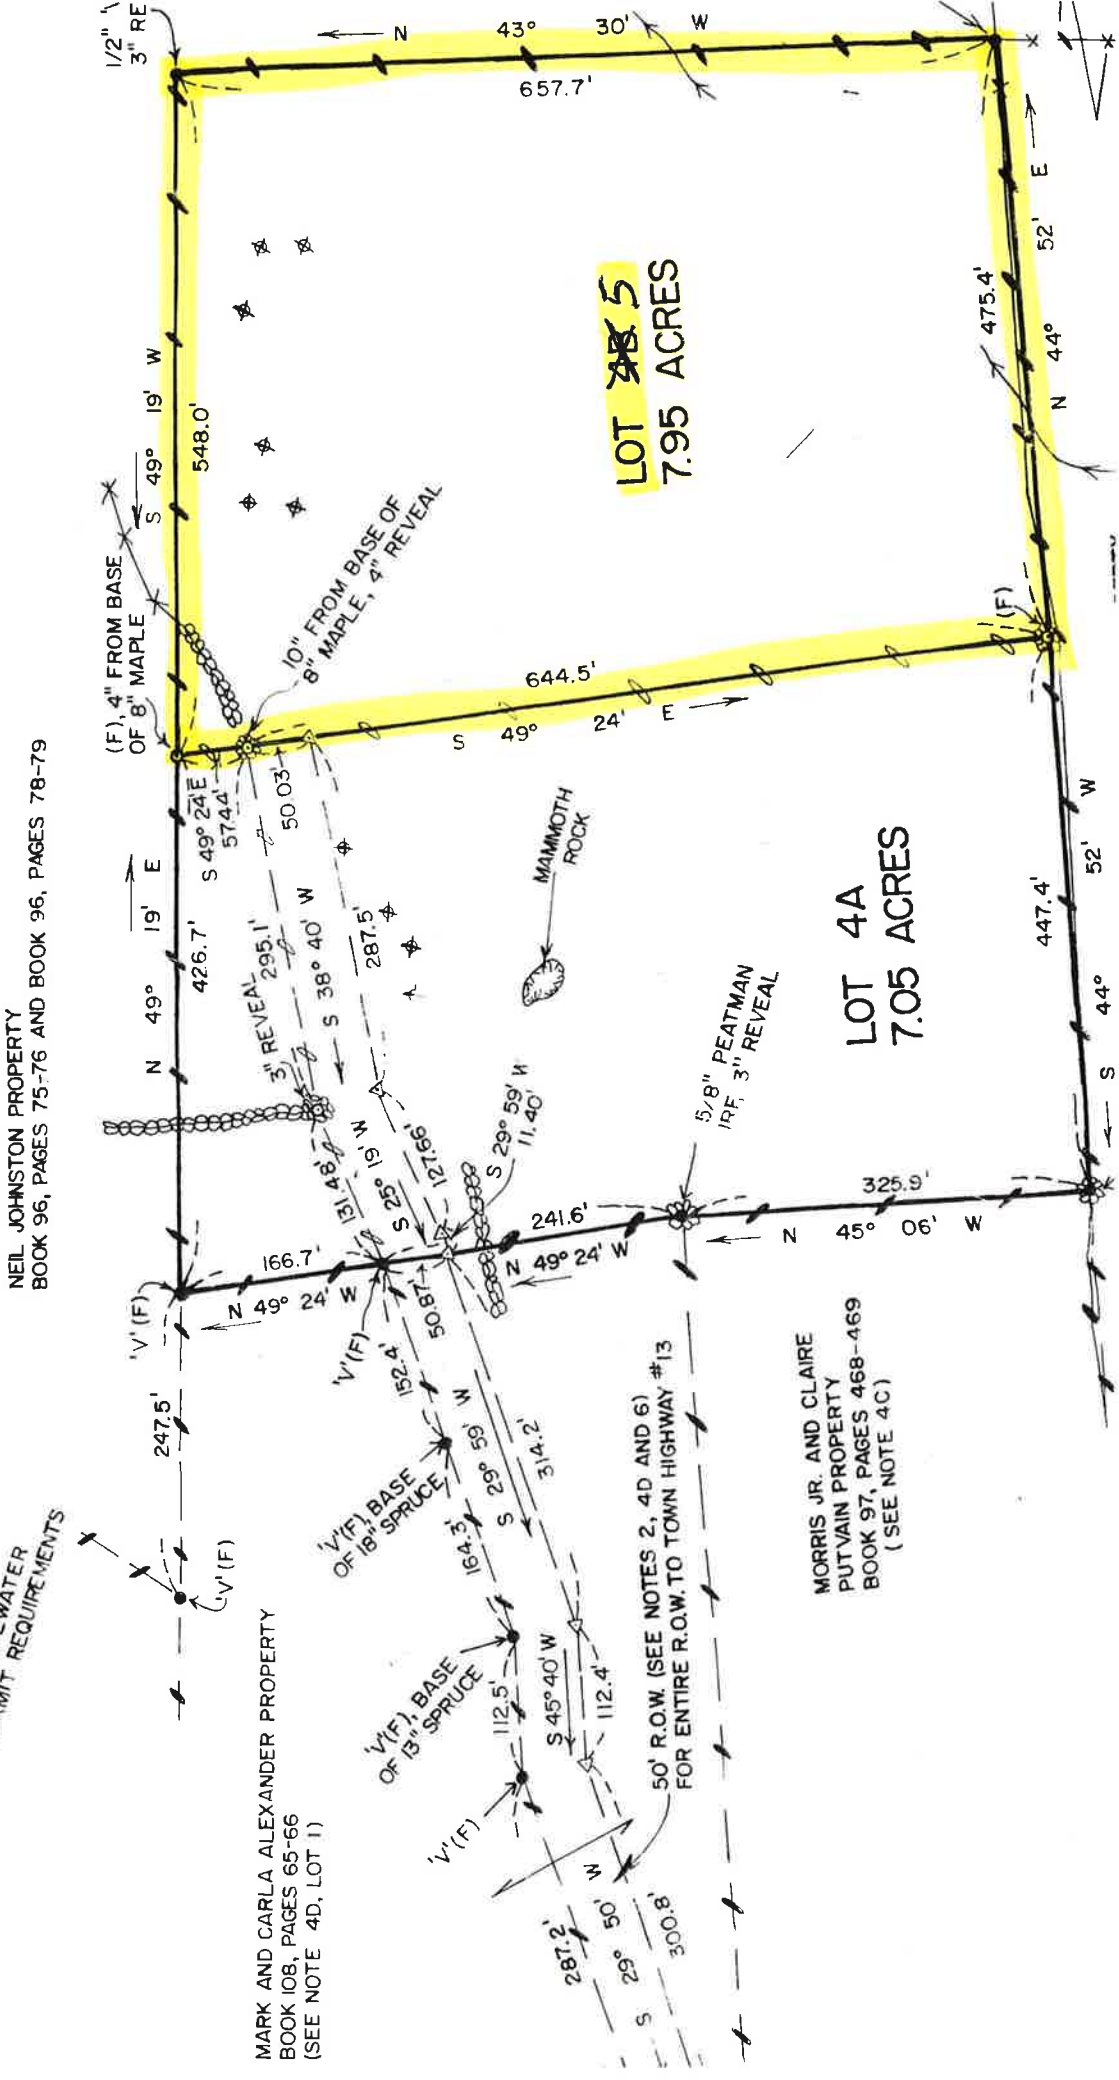 1/2"
3" RE
N 43° 30' W
657.7'
S 49° 19' W
548.0'
LOT 5
7.95 ACRES
475.4'
N 44° 52' E
(F), 4" FROM BASE
OF 8" MAPLE
10" FROM BASE OF
8" MAPLE, 4" REVEAL
644.5'
S 49° 24' E
(F)
NEIL JOHNSTON PROPERTY
BOOK 96, PAGES 75-76 AND BOOK 96, PAGES 78-79
N 49° 19' E
426.7'
S 49° 24' E
57.44'
50.03'
3" REVEAL
295.1'
S 38° 40' W
287.5'
MAMMOTH
ROCK
LOT 4A
7.05 ACRES
447.4'
S 44° 52' W
131.48'
S 25° 19' W
127.66'
S 29° 59' W
11.40'
5/8" PEATMAN
IRF, 3" REVEAL
'V' (F)
166.7'
N 49° 24' W
241.6'
N 49° 24' W
325.9'
N 45° 06' W
247.5'
'V'(F)
50.87'
152.4'
S 29° 59' W
314.2'
'V'(F), BASE
OF 18" SPRUCE
164.3'
EWATER
MIT REQUIREMENTS
'V'(F)
'V'(F), BASE
OF 13" SPRUCE
112.5'
S 45° 40' W
112.4'
'V'(F)
50' R.O.W. (SEE NOTES 2, 4D AND 6)
FOR ENTIRE R.O.W. TO TOWN HIGHWAY #13
MORRIS JR. AND CLAIRE
PUTVAIN PROPERTY
BOOK 97, PAGES 468-469
(SEE NOTE 4C)
MARK AND CARLA ALEXANDER PROPERTY
BOOK 108, PAGES 65-66
(SEE NOTE 4D, LOT 1)
287.2'
S 29° 50' W
300.8'